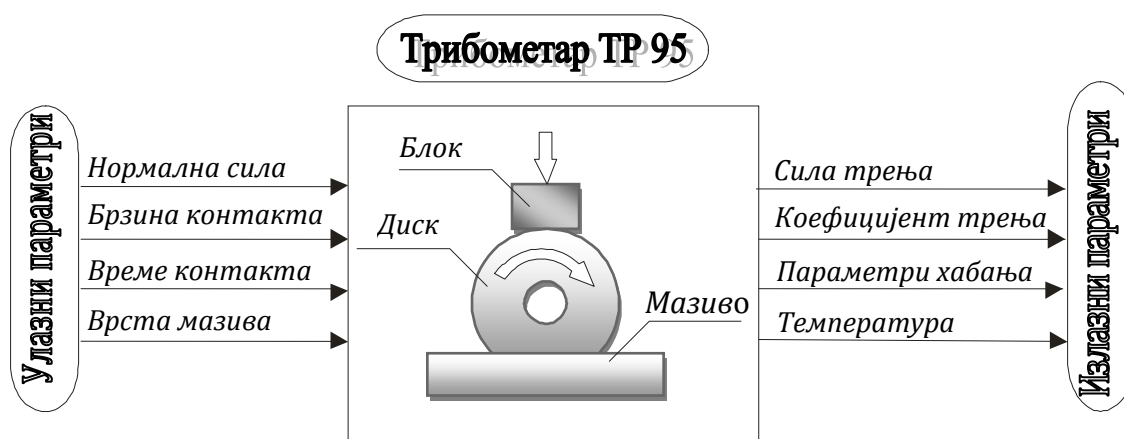 Трибометар ТР 95
Улазни параметри
Нормална сила
Брзина контакта
Време контакта
Врста мазива
Блок
Диск
Мазиво
Сила трења
Коефицијент трења
Параметри хабања
Температура
Излазни параметри